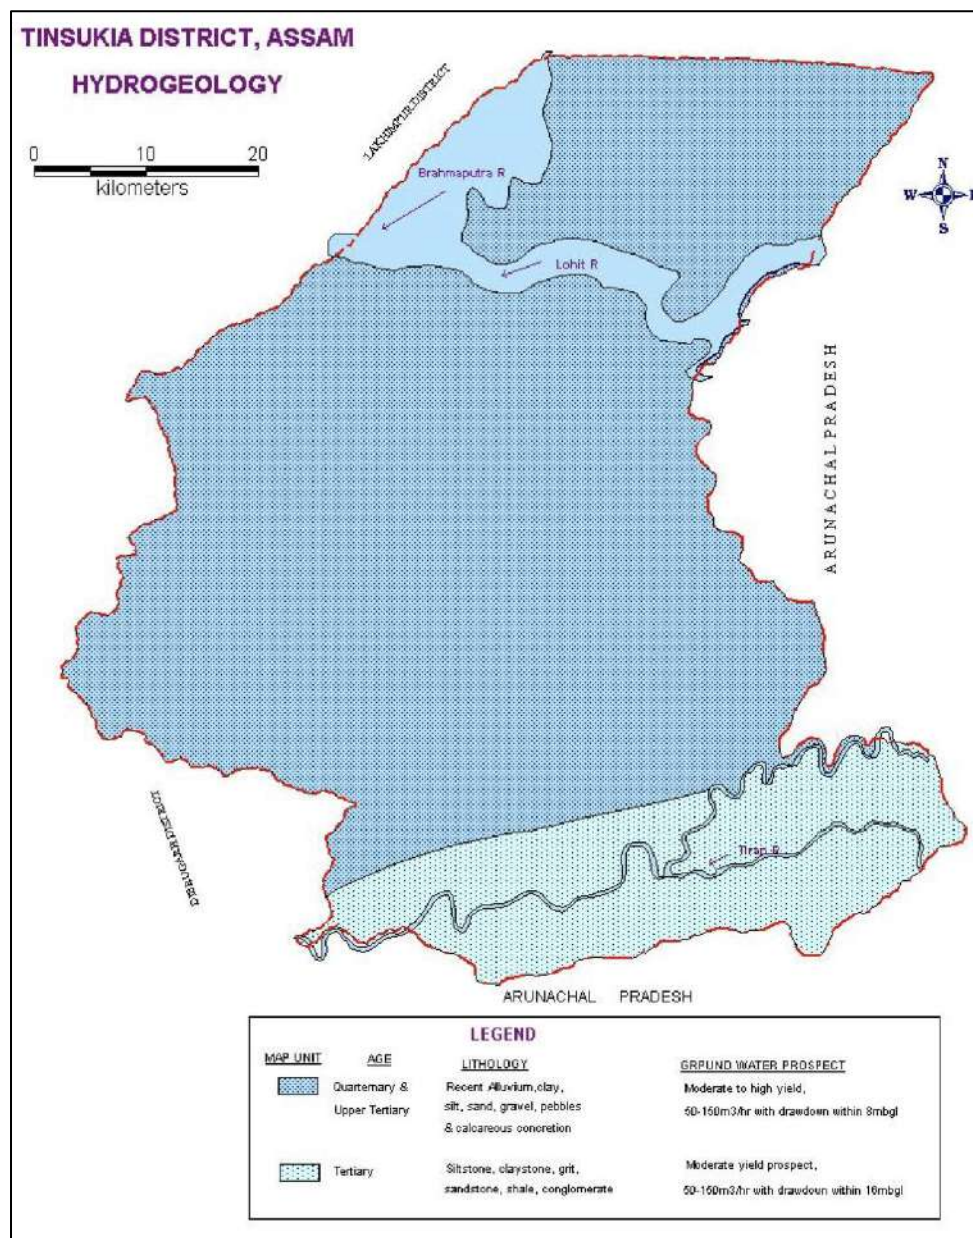 TINSUKIA DISTRICT, ASSAM
HYDROGEOLOGY
0 10 20
kilometers
LAKHIMPUR DISTRICT
Brahmaputra R
Lohit R
N
W E
S
ARUNACHAL PRADESH
DIBRUGARH DISTRICT
Tirap R
ARUNACHAL PRADESH
LEGEND
MAP UNIT AGE LITHOLOGY GRPUND WATER PROSPECT
Quarternary & Recent Alluvium,clay, Moderate to high yield,
Upper Tertiary silt, sand, gravel, pebbles 50-150m3/hr with drawdown within 8mbgl
& calcareous concretion
Tertiary Siltstone, claystone, grit, Moderate yield prospect,
sandstone, shale, conglomerate 50-150m3/hr with drawdown within 16mbgl